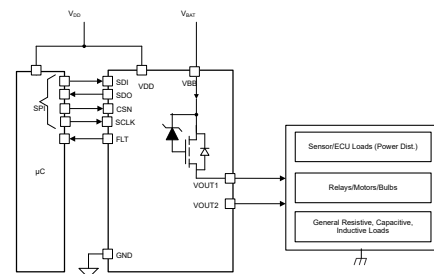 VDD
VBAT
SDI
SDO
CSN
SCLK
FLT
SPI
µC
VDD
VBB
VOUT1
VOUT2
GND
Sensor/ECU Loads (Power Dist.)
Relays/Motors/Bulbs
General Resistive, Capacitive,
Inductive Loads